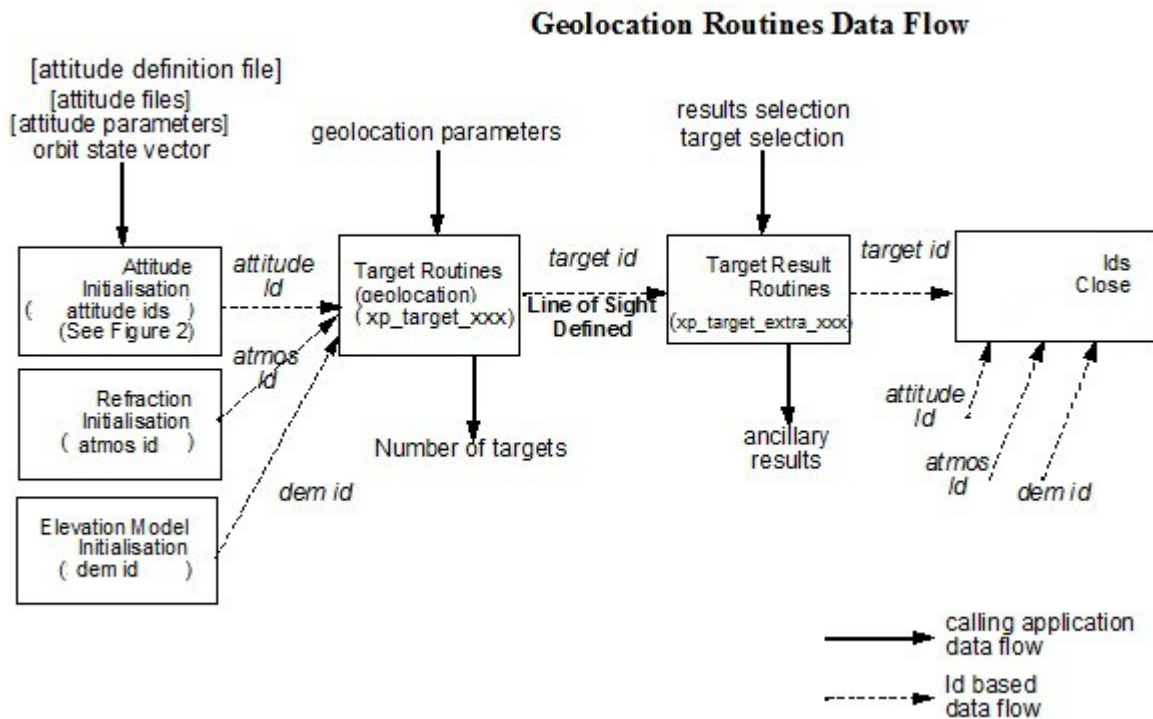 Geolocation Routines Data Flow
[attitude definition file]
[attitude files]
[attitude parameters]
orbit state vector
geolocation parameters
results selection
target selection
Attitude
Initialisation
( attitude ids )
(See Figure 2)
attitude
Id
Target Routines
(geolocation)
( xp_target_xxx)
target id
Line of Sight
Defined
Target Result
Routines
(xp_target_extra_xxx)
target id
Ids
Close
atmos
Id
Refraction
Initialisation
( atmos id )
Number of targets
ancillary
results
attitude
Id
atmos
Id
dem id
dem id
Elevation Model
Initialisation
( dem id )
calling application
data flow
Id based
data flow